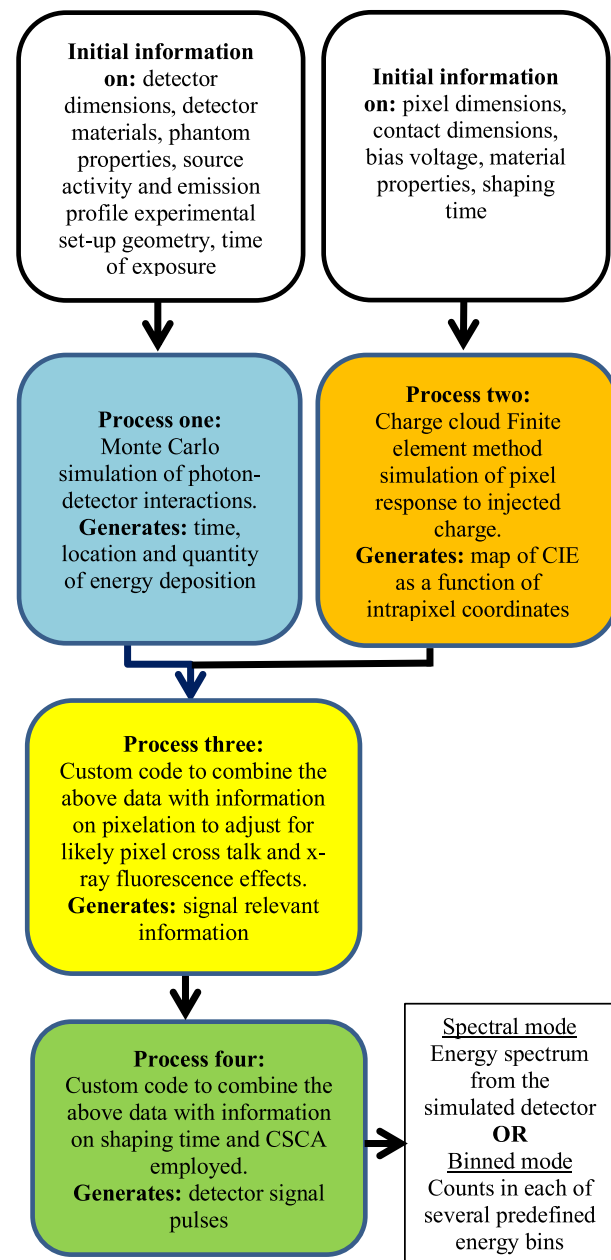 Initial information
on: detector
dimensions, detector
materials, phantom
properties, source
activity and emission
profile experimental
set-up geometry, time
of exposure
Initial information
on: pixel dimensions,
contact dimensions,
bias voltage, material
properties, shaping
time
Process one:
Monte Carlo
simulation of photon-
detector interactions.
Generates: time,
location and quantity
of energy deposition
Process two:
Charge cloud Finite
element method
simulation of pixel
response to injected
charge.
Generates: map of CIE
as a function of
intrapixel coordinates
Process three:
Custom code to combine the
above data with information
on pixelation to adjust for
likely pixel cross talk and x-
ray fluorescence effects.
Generates: signal relevant
information
Process four:
Custom code to combine the
above data with information
on shaping time and CSCA
employed.
Generates: detector signal
pulses
Spectral mode
Energy spectrum
from the
simulated detector
OR
Binned mode
Counts in each of
several predefined
energy bins